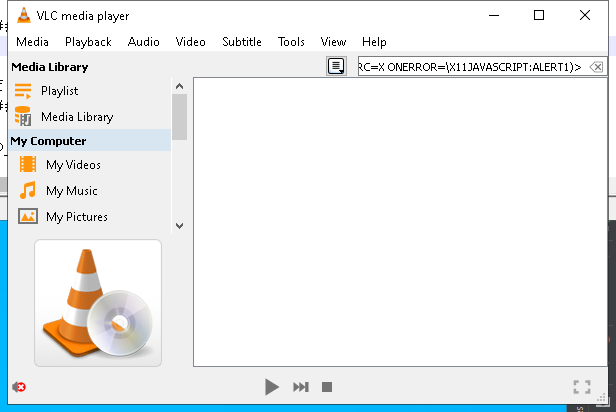 VLC media player
Media Playback Audio Video Subtitle Tools View Help
Media Library
RC=X ONERROR=\X11JAVASCRIPT:ALERT1)>
Playlist
Media Library
My Computer
My Videos
My Music
My Pictures